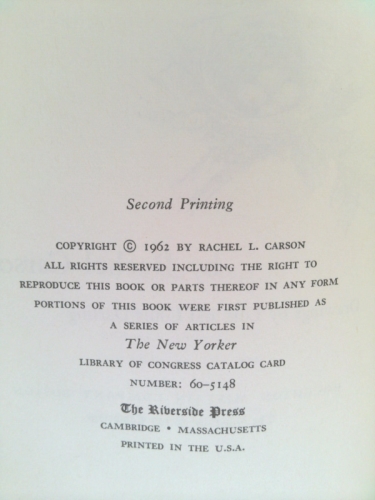 Second Printing
COPYRIGHT © 1962 BY RACHEL L. CARSON
ALL RIGHTS RESERVED INCLUDING THE RIGHT TO
REPRODUCE THIS BOOK OR PARTS THEREOF IN ANY FORM
PORTIONS OF THIS BOOK WERE FIRST PUBLISHED AS
A SERIES OF ARTICLES IN
The New Yorker
LIBRARY OF CONGRESS CATALOG CARD
NUMBER: 60-5148
The Riverside Press
CAMBRIDGE • MASSACHUSETTS
PRINTED IN THE U.S.A.